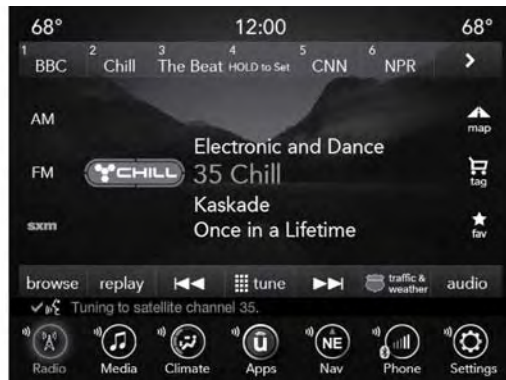 68° 12:00 68°
1 BBC 2 Chill 3 The Beat 4 HOLD to Set 5 CNN 6 NPR
AM
map
Electronic and Dance
FM CHILL 35 Chill
tag
Kaskade
sxm Once in a Lifetime
fav
browse replay tune traffic & weather audio
Tuning to satellite channel 35.
NE
Radio Media Climate Apps Nav Phone Settings